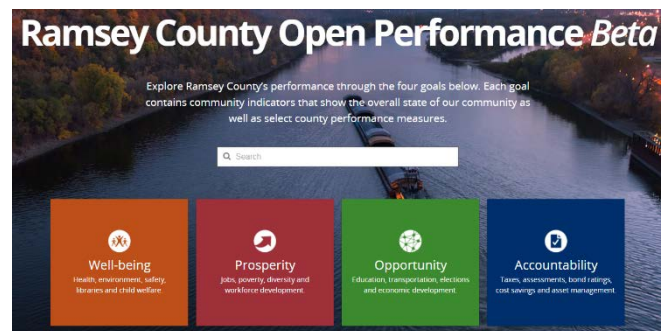 Ramsey County Open Performance Beta
Explore Ramsey County's performance through the four goals below. Each goal
contains community indicators that show the overall state of our community as
well as select county performance measures.
Search
Well-being
Health, environment, safety,
libraries and child welfare.
Prosperity
Jobs, poverty, diversity and
workforce development.
Opportunity
Education, transportation, elections
and economic development.
Accountability
Taxes, assessments, bond ratings,
cost savings and asset management.